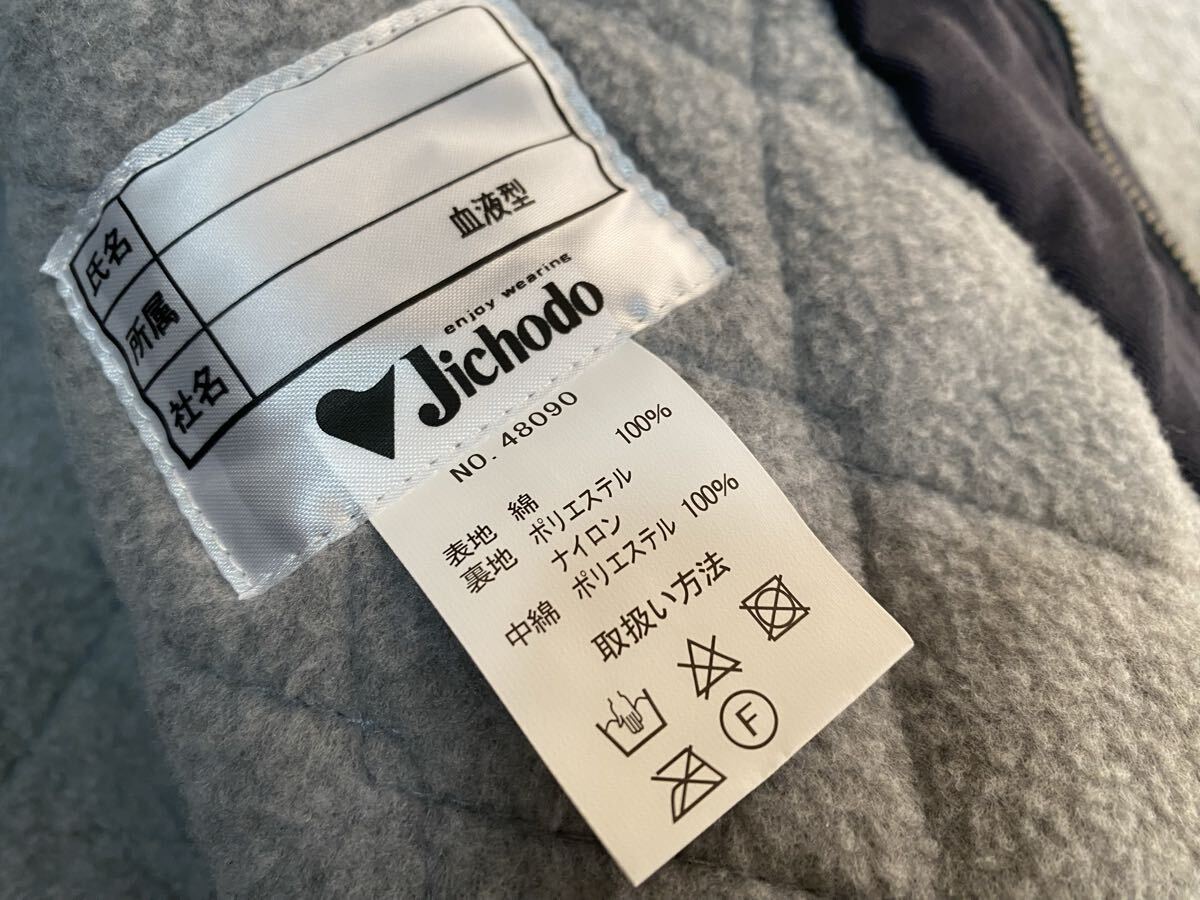 氏名
所属
社名 血液型
enjoy wearing
Jichodo
NO. 48090
表地 綿 100%
裏地 ポリエステル
ナイロン
中綿 ポリエステル 100%
取扱い方法
F